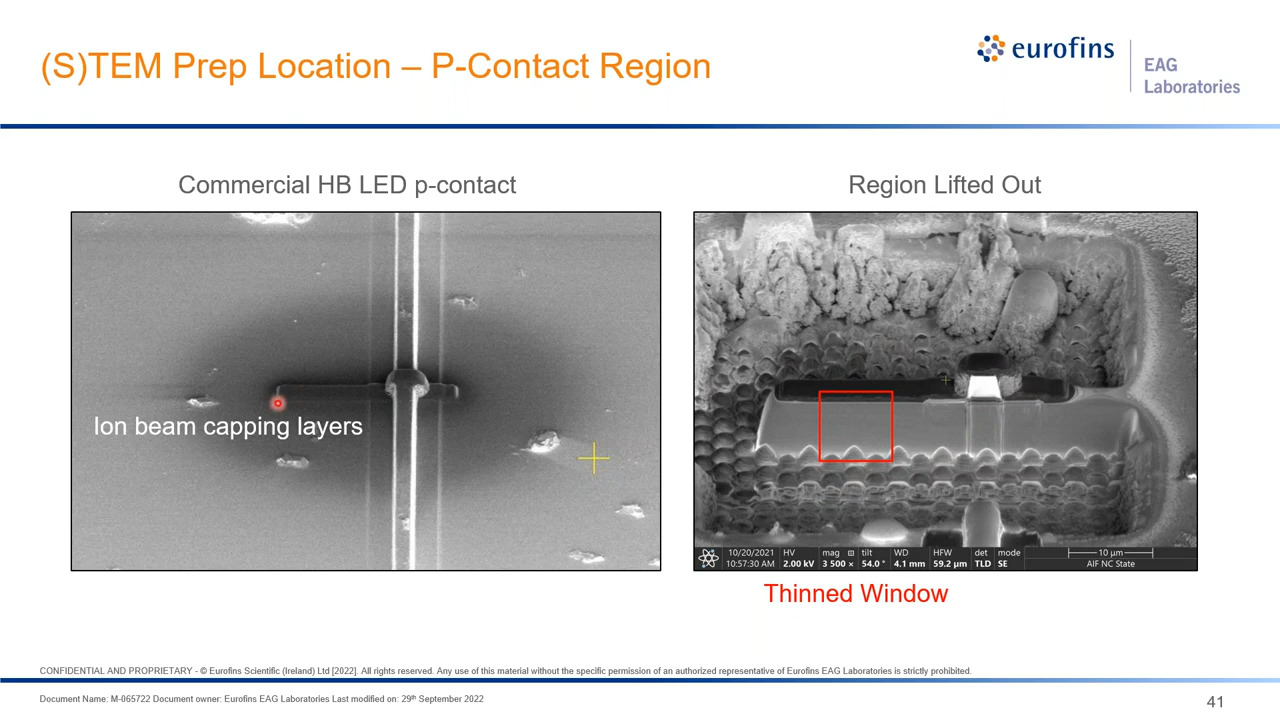 (S)TEM Prep Location – P-Contact Region
eurofins
EAG
Laboratories
Commercial HB LED p-contact
Region Lifted Out
Ion beam capping layers
10/20/2021 HV mag tilt WD HFW det mode 10 µm
10:57:30 AM 2.00 kV 3 500 × 54.0 ° 4.1 mm 59.2 µm TLD SE AIF NC State
Thinned Window
CONFIDENTIAL AND PROPRIETARY - © Eurofins Scientific (Ireland) Ltd [2022]. All rights reserved. Any use of this material without the specific permission of an authorized representative of Eurofins EAG Laboratories is strictly prohibited.
Document Name: M-065722 Document owner: Eurofins EAG Laboratories Last modified on: 29th September 2022
41